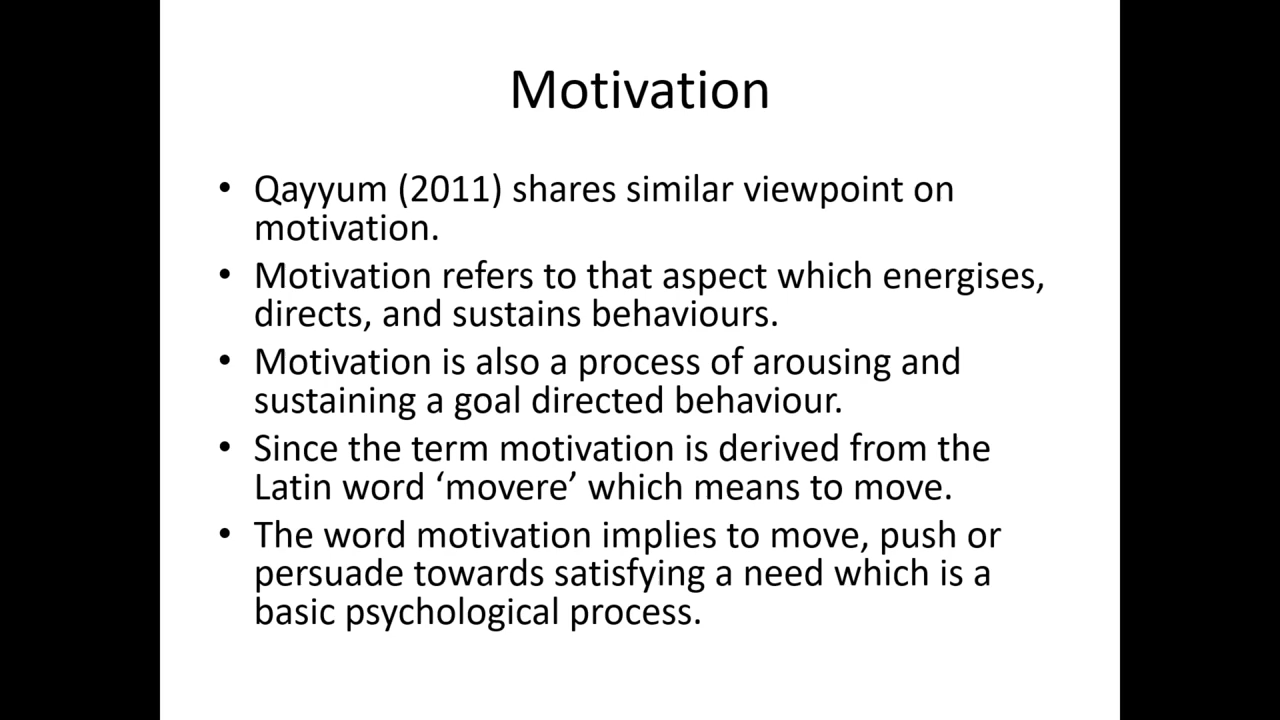 Motivation
• Qayyum (2011) shares similar viewpoint on
motivation.
• Motivation refers to that aspect which energises,
directs, and sustains behaviours.
• Motivation is also a process of arousing and
sustaining a goal directed behaviour.
• Since the term motivation is derived from the
Latin word ‘movere’ which means to move.
• The word motivation implies to move, push or
persuade towards satisfying a need which is a
basic psychological process.